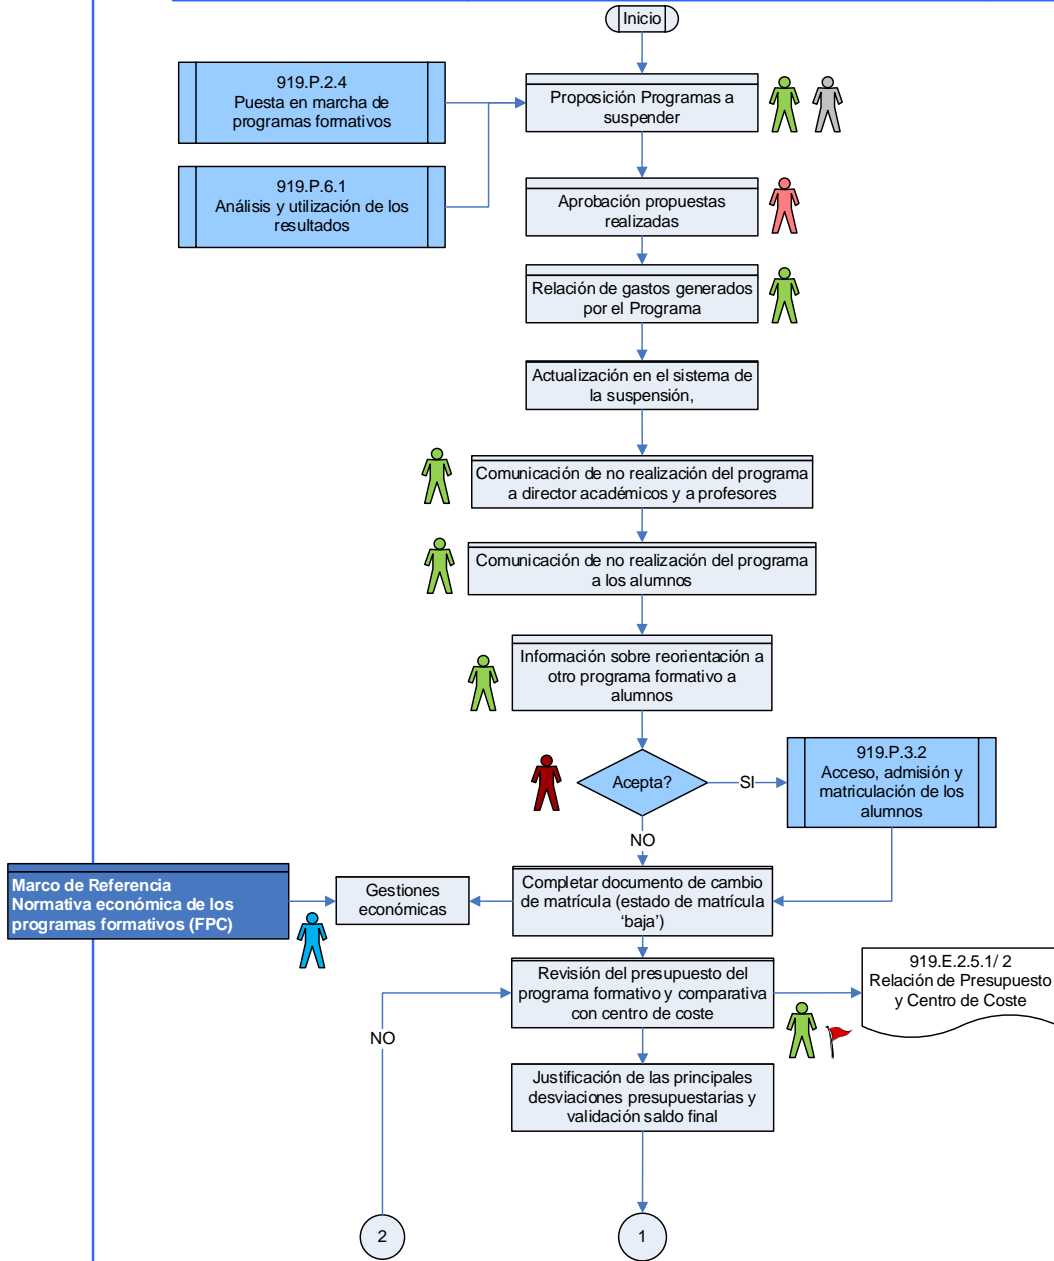 Inicio
919.P.2.4
Puesta en marcha de
programas formativos
Proposición Programas a
suspender
919.P.6.1
Análisis y utilización de los
resultados
Aprobación propuestas
realizadas
Relación de gastos generados
por el Programa
Actualización en el sistema de
la suspensión,
Comunicación de no realización del programa
a director académicos y a profesores
Comunicación de no realización del programa
a los alumnos
Información sobre reorientación a
otro programa formativo a
alumnos
Acepta?
SI
919.P.3.2
Acceso, admisión y
matriculación de los
alumnos
NO
Marco de Referencia
Normativa económica de los
programas formativos (FPC)
Gestiones
económicas
Completar documento de cambio
de matrícula (estado de matrícula
‘baja’)
Revisión del presupuesto del
programa formativo y comparativa
con centro de coste
919.E.2.5.1/ 2
Relación de Presupuesto
y Centro de Coste
NO
Justificación de las principales
desviaciones presupuestarias y
validación saldo final
2
1